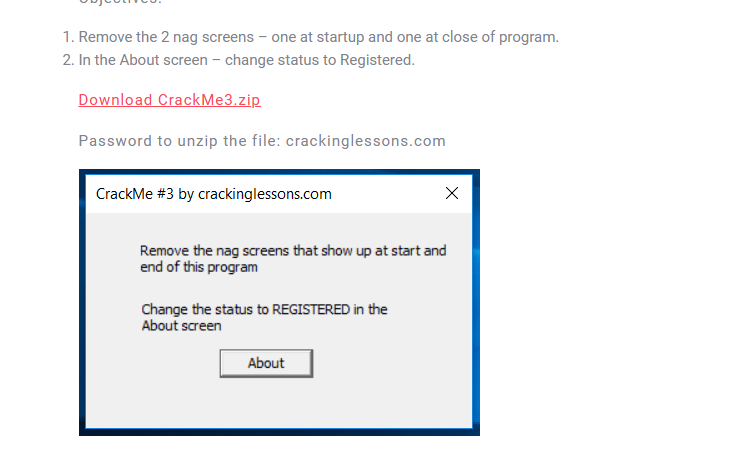 Objectives:
1. Remove the 2 nag screens – one at startup and one at close of program.
2. In the About screen – change status to Registered.
Download CrackMe3.zip
Password to unzip the file: crackinglessons.com
CrackMe #3 by crackinglessons.com
Remove the nag screens that show up at start and
end of this program
Change the status to REGISTERED in the
About screen
About